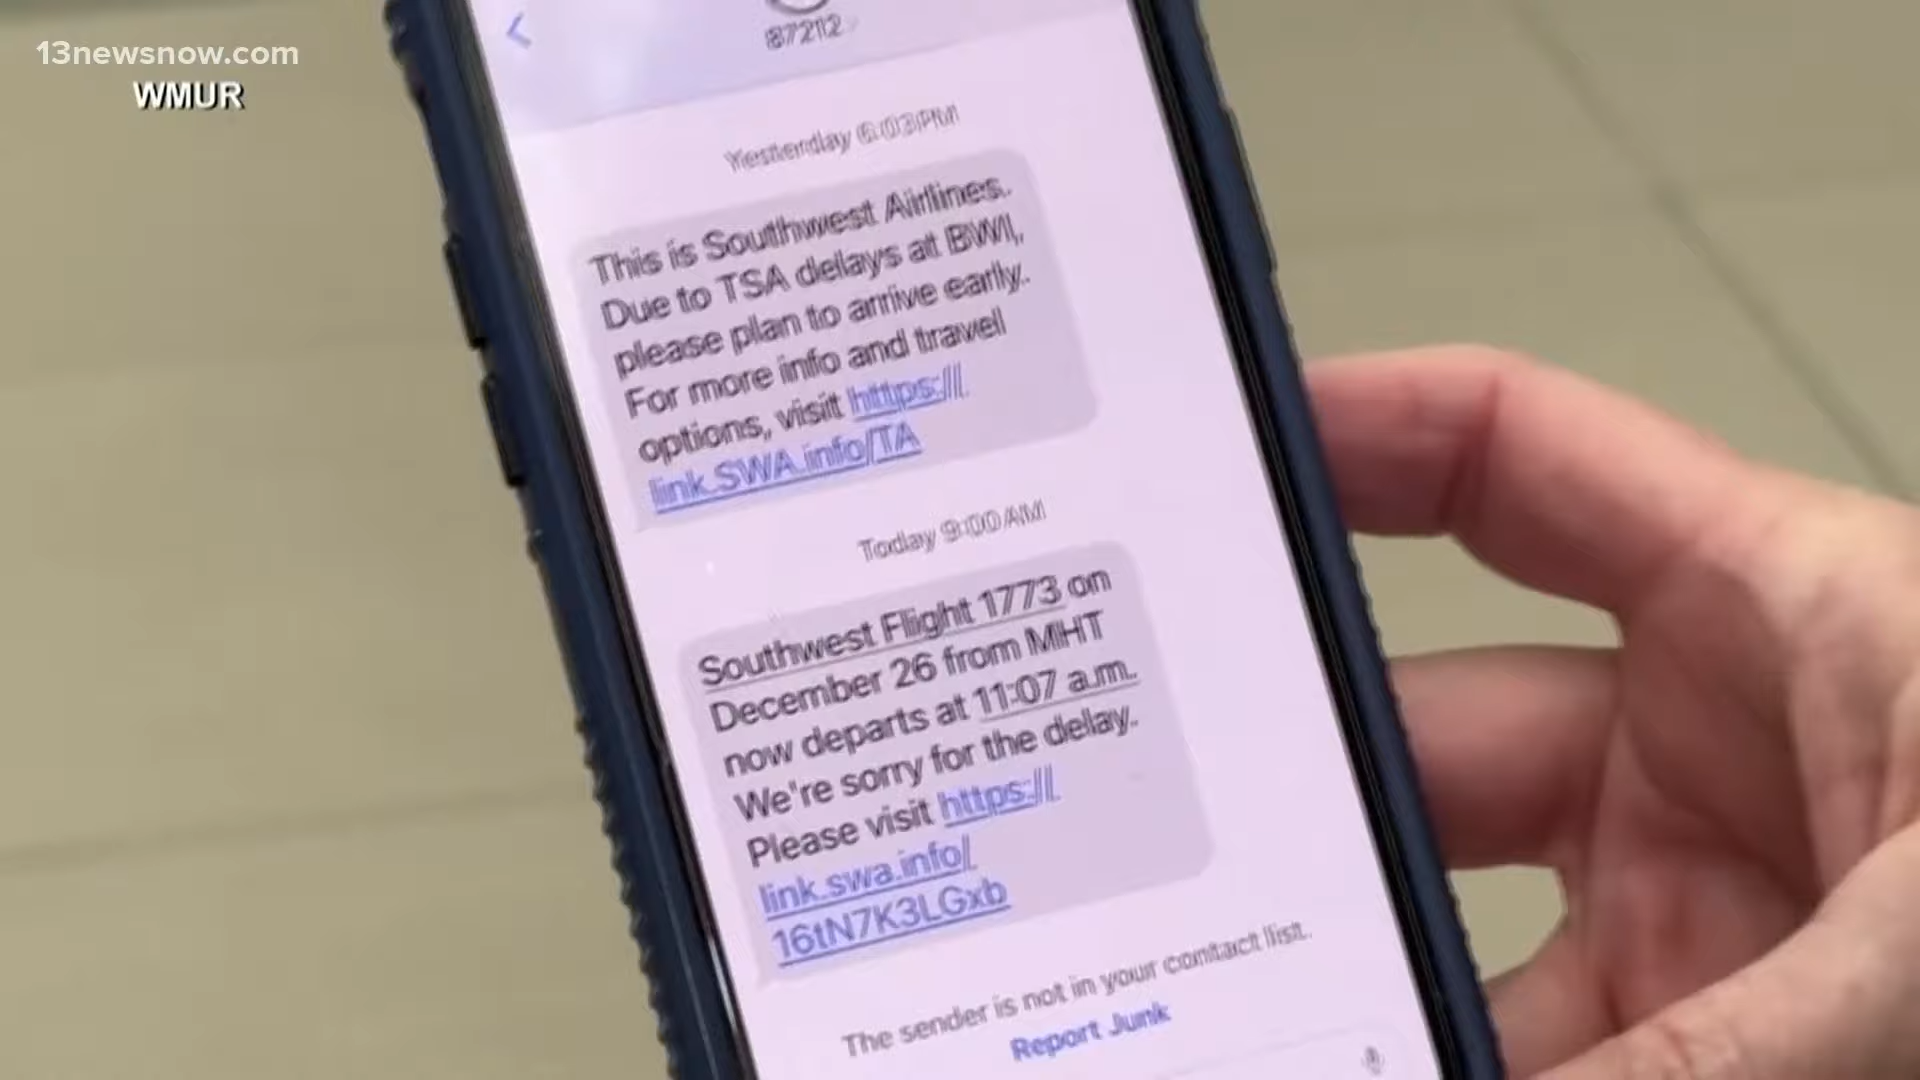 13newsnow.com
WMUR
87212
Yesterday 6:03 PM
This is Southwest Airlines.
Due to TSA delays at BWI,
please plan to arrive early.
For more info and travel
options, visit https://
link.SWA.info/TA
Today 9:00 AM
Southwest Flight 1773 on
December 26 from MHT
now departs at 11:07 a.m.
We're sorry for the delay.
Please visit https://
link.swa.info/
16tN7K3LGxb
The sender is not in your contact list.
Report Junk